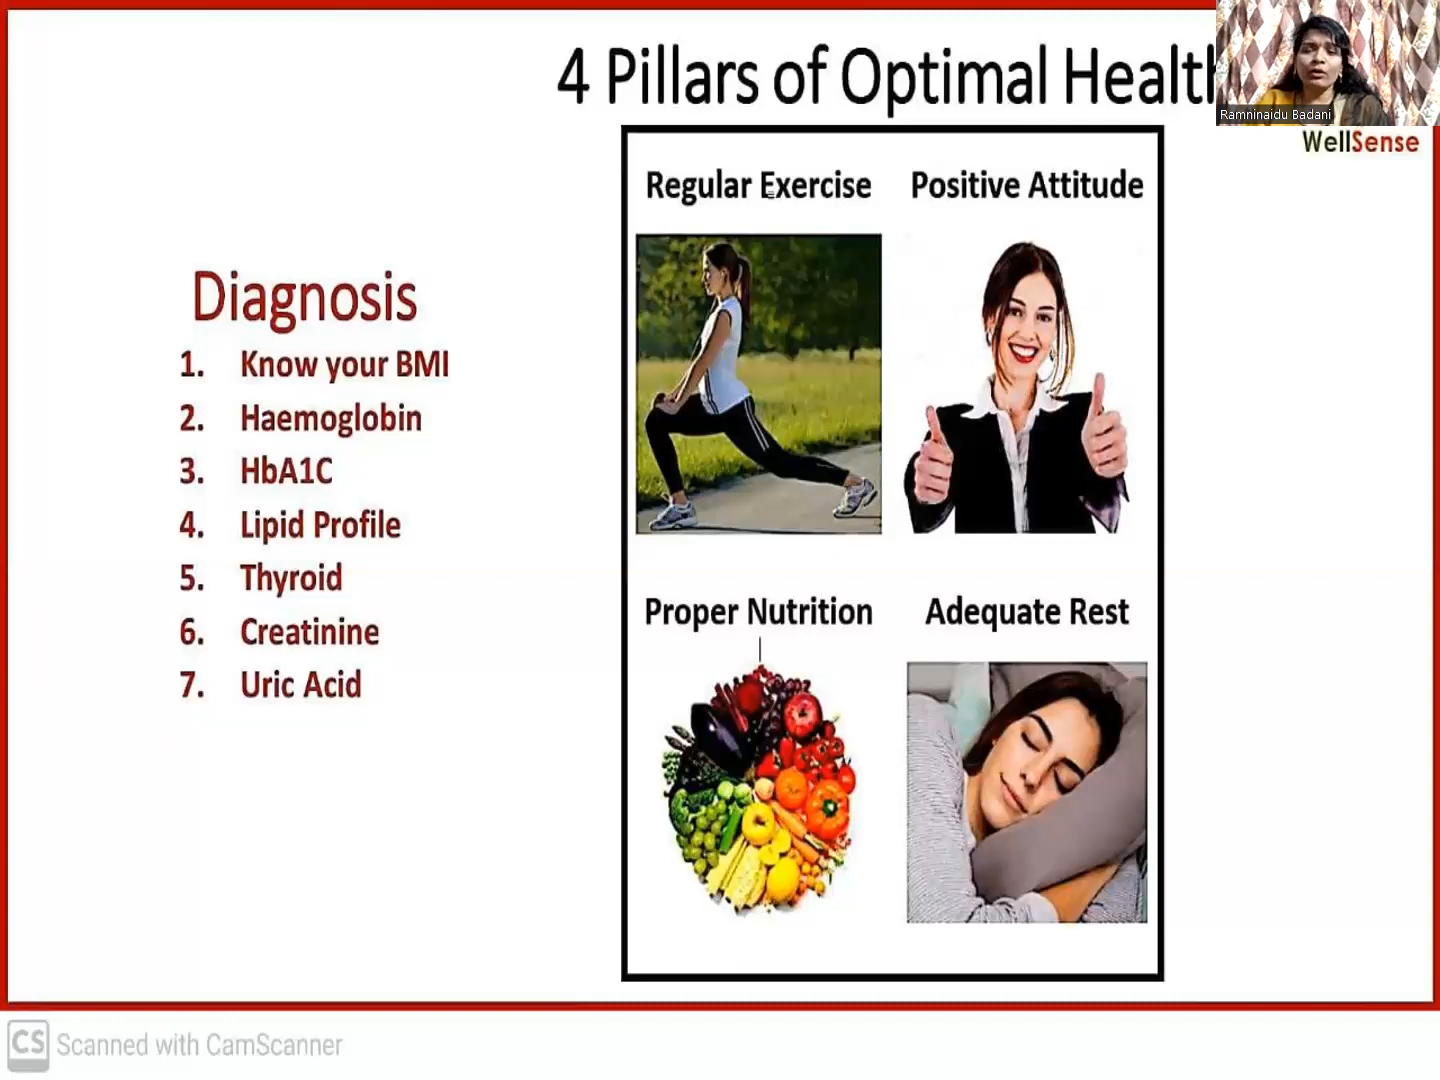 4 Pillars of Optimal Healt
Ramninaidu Badani
WellSense
Regular Exercise
Positive Attitude
Diagnosis
1. Know your BMI
2. Haemoglobin
3. HbA1C
4. Lipid Profile
5. Thyroid
6. Creatinine
7. Uric Acid
Proper Nutrition
Adequate Rest
CS Scanned with CamScanner